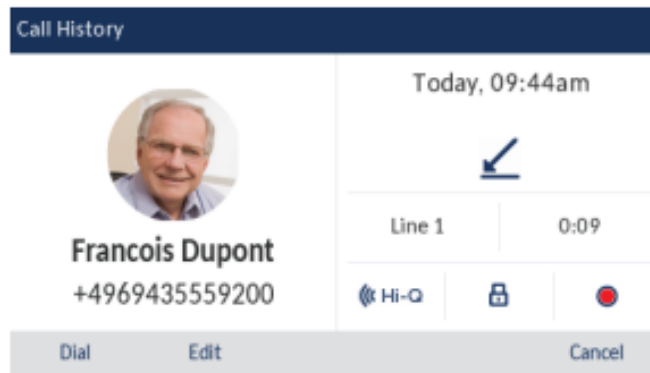 Call History
Today, 09:44am
Francois Dupont
+4969435559200
Line 1
0:09
Hi-Q
Dial
Edit
Cancel